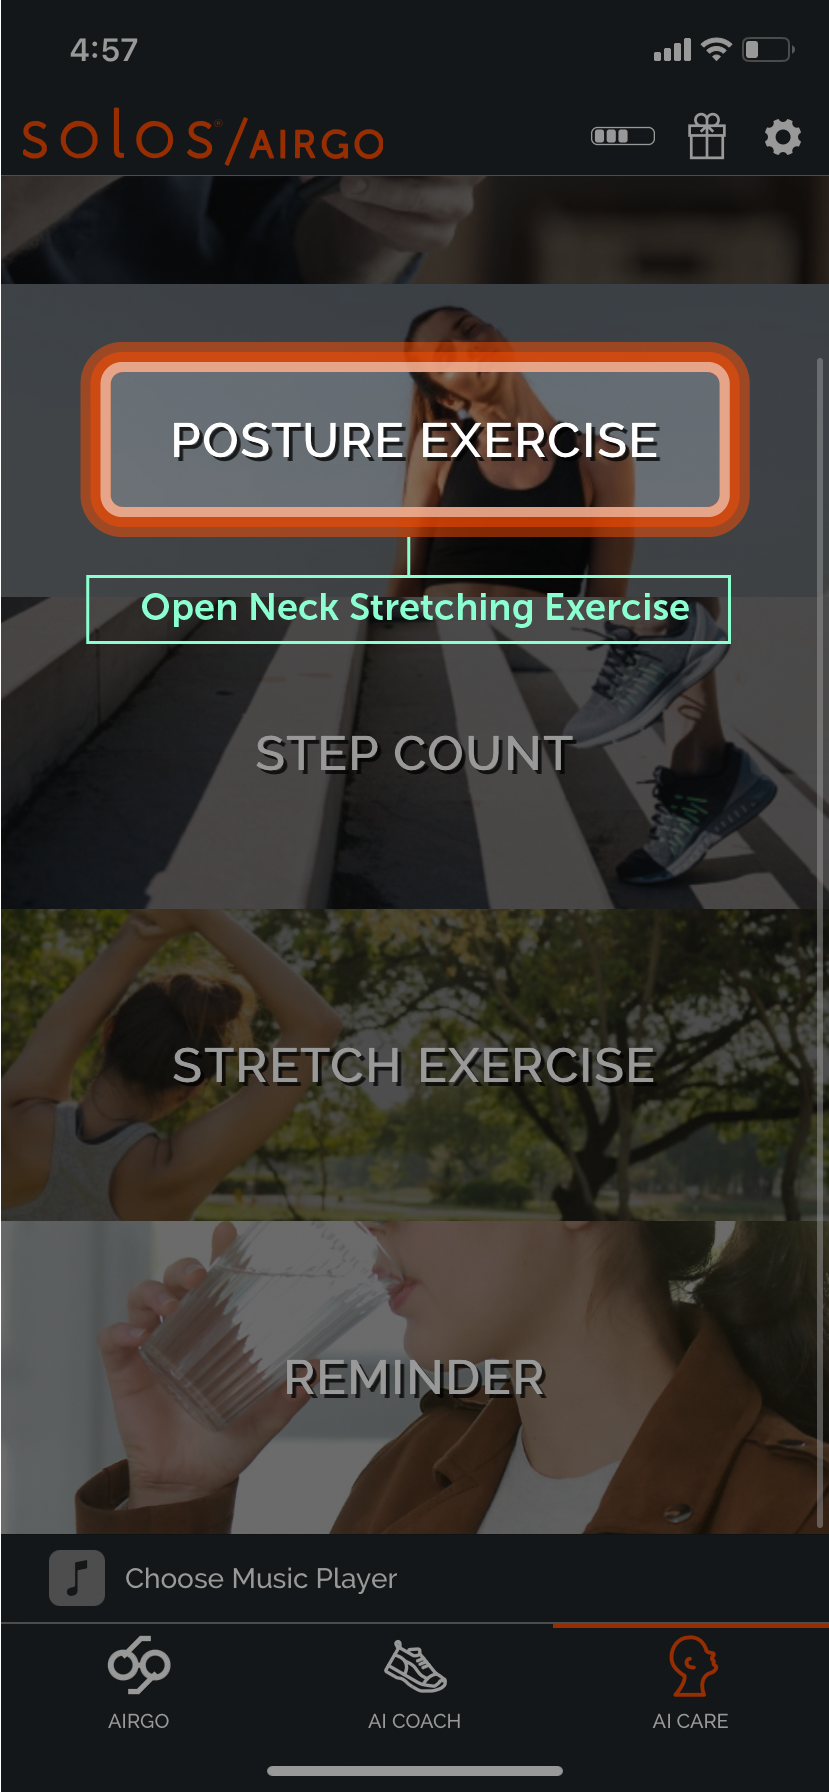 4:57
solos®/AIRGO
POSTURE EXERCISE
Open Neck Stretching Exercise
STEP COUNT
STRETCH EXERCISE
REMINDER
Choose Music Player
AIRGO
AI COACH
AI CARE